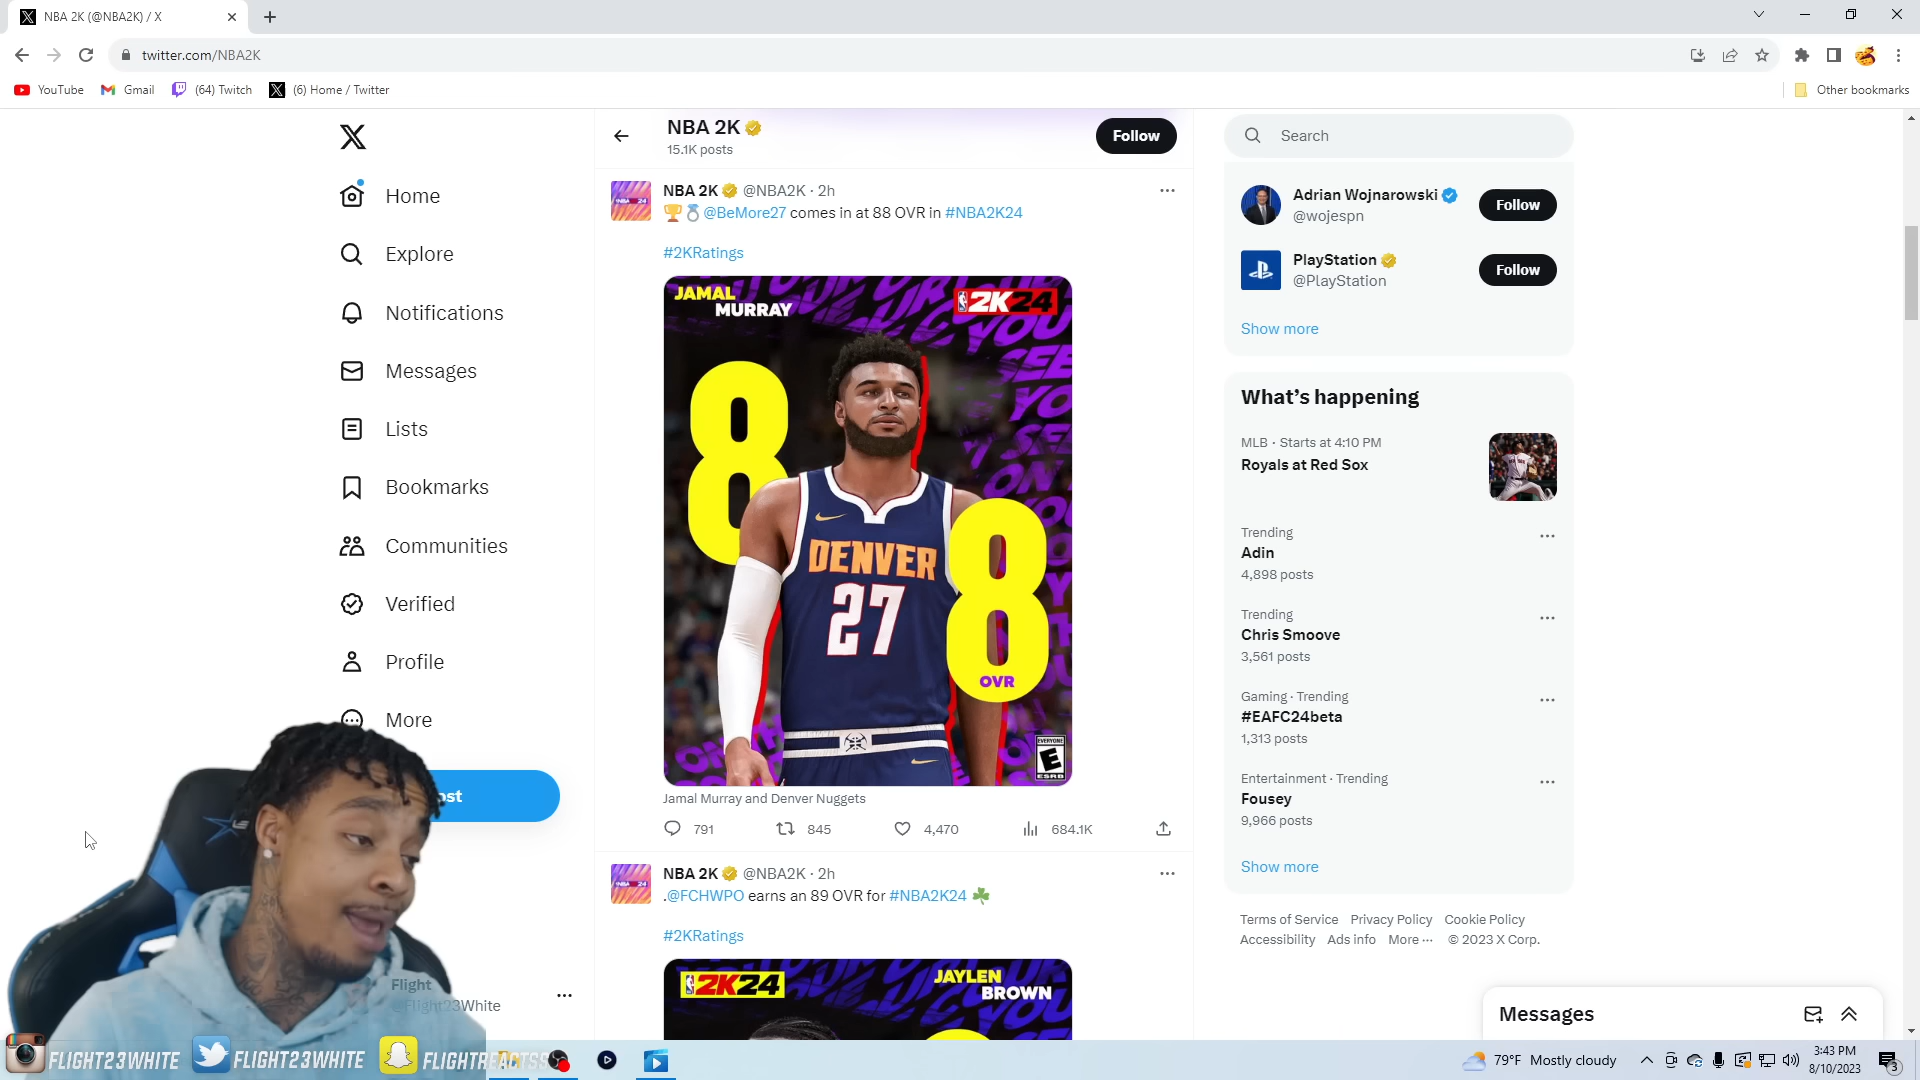 NBA 2K (@NBA2K) / X
twitter.com/NBA2K
YouTube
Gmail
(64) Twitch
(6) Home / Twitter
Other bookmarks
Home
Explore
Notifications
Messages
Lists
Bookmarks
Communities
Verified
Profile
More
ost
Flight
@Flight23White
NBA 2K
15.1K posts
Follow
NBA 2K @NBA2K · 2h
🏆💍@BeMore27 comes in at 88 OVR in #NBA2K24
#2KRatings
JAMAL
MURRAY
2K24
8
8
OVR
DENVER
27
EVERYONE
E
ESRB
Jamal Murray and Denver Nuggets
791
845
4,470
684.1K
NBA 2K @NBA2K · 2h
.@FCHWPO earns an 89 OVR for #NBA2K24 ☘️
#2KRatings
2K24
JAYLEN
BROWN
Search
Adrian Wojnarowski
@wojespn
Follow
PlayStation
@PlayStation
Follow
Show more
What's happening
MLB · Starts at 4:10 PM
Royals at Red Sox
Trending
Adin
4,898 posts
Trending
Chris Smoove
3,561 posts
Gaming · Trending
#EAFC24beta
1,313 posts
Entertainment · Trending
Fousey
9,966 posts
Show more
Terms of Service Privacy Policy Cookie Policy
Accessibility Ads info More ··· © 2023 X Corp.
Messages
FLIGHT23WHITE
FLIGHT23WHITE
FLIGHTREACTSS
79°F Mostly cloudy
3:43 PM
8/10/2023
3